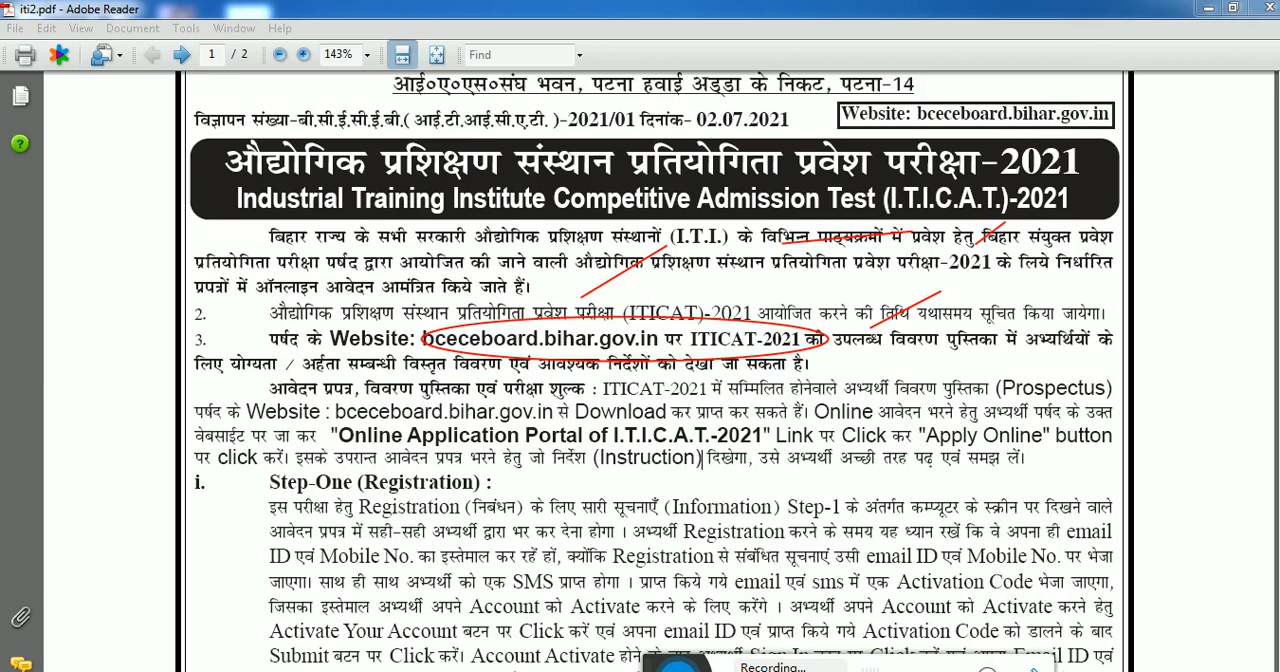 iti2.pdf - Adobe Reader
File Edit View Document Tools Window Help
1 / 2 143% Find
आई०ए०एस०संघ भवन, पटना हवाई अड्डा के निकट, पटना-14
विज्ञापन संख्या-बी.सी.ई.सी.ई.बी.( आई.टी.आई.सी.ए.टी. )-2021/01 दिनांक- 02.07.2021 Website: bceceboard.bihar.gov.in
औद्योगिक प्रशिक्षण संस्थान प्रतियोगिता प्रवेश परीक्षा-2021
Industrial Training Institute Competitive Admission Test (I.T.I.C.A.T.)-2021
बिहार राज्य के सभी सरकारी औद्योगिक प्रशिक्षण संस्थानों (I.T.I.) के विभिन्न पाठ्यक्रमों में प्रवेश हेतु बिहार संयुक्त प्रवेश
प्रतियोगिता परीक्षा पर्षद द्वारा आयोजित की जाने वाली औद्योगिक प्रशिक्षण संस्थान प्रतियोगिता प्रवेश परीक्षा-2021 के लिये निर्धारित
प्रपत्रों में ऑनलाइन आवेदन आमंत्रित किये जाते हैं।
2. औद्योगिक प्रशिक्षण संस्थान प्रतियोगिता प्रवेश परीक्षा (ITICAT)-2021 आयोजित करने की तिथि यथासमय सूचित किया जायेगा।
3. पर्षद के Website: bceceboard.bihar.gov.in पर ITICAT-2021 को उपलब्ध विवरण पुस्तिका में अभ्यर्थियों के
लिए योग्यता / अर्हता सम्बन्धी विस्तृत विवरण एवं आवश्यक निर्देशों को देखा जा सकता है।
आवेदन प्रपत्र, विवरण पुस्तिका एवं परीक्षा शुल्क : ITICAT-2021 में सम्मिलित होनेवाले अभ्यर्थी विवरण पुस्तिका (Prospectus)
पर्षद के Website : bceceboard.bihar.gov.in से Download कर प्राप्त कर सकते हैं। Online आवेदन भरने हेतु अभ्यर्थी पर्षद के उक्त
वेबसाईट पर जा कर "Online Application Portal of I.T.I.C.A.T.-2021" Link पर Click कर "Apply Online" button
पर click करें। इसके उपरान्त आवेदन प्रपत्र भरने हेतु जो निर्देश (Instruction) दिखेगा, उसे अभ्यर्थी अच्छी तरह पढ़ एवं समझ लें।
i. Step-One (Registration) :
इस परीक्षा हेतु Registration (निबंधन) के लिए सारी सूचनाएँ (Information) Step-1 के अंतर्गत कम्प्यूटर के स्क्रीन पर दिखने वाले
आवेदन प्रपत्र में सही-सही अभ्यर्थी द्वारा भर कर देना होगा । अभ्यर्थी Registration करने के समय यह ध्यान रखें कि वे अपना ही email
ID एवं Mobile No. का इस्तेमाल कर रहें हों, क्योंकि Registration से संबंधित सूचनाएं उसी email ID एवं Mobile No. पर भेजा
जाएगा। साथ ही साथ अभ्यर्थी को एक SMS प्राप्त होगा । प्राप्त किये गये email एवं sms में एक Activation Code भेजा जाएगा,
जिसका इस्तेमाल अभ्यर्थी अपने Account को Activate करने के लिए करेंगे । अभ्यर्थी अपने Account को Activate करने हेतु
Activate Your Account बटन पर Click करें एवं अपना email ID एवं प्राप्त किये गये Activation Code को डालने के बाद
Submit बटन पर Click करें। Account Activate होने के बाद अभ्यर्थी Sign In बटन पर Click करें एवं अपना Email ID एवं
Recording...